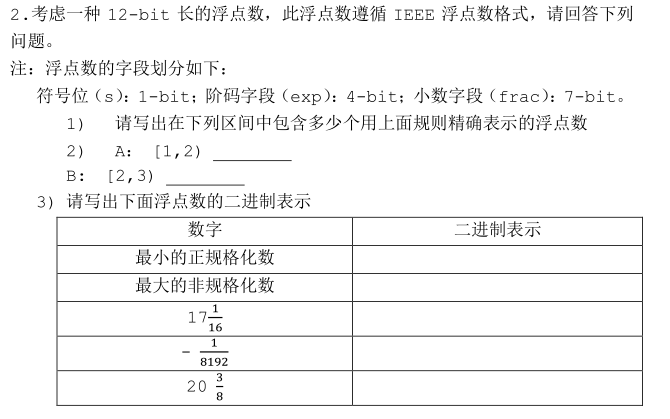 2.考虑一种 12-bit 长的浮点数，此浮点数遵循 IEEE 浮点数格式，请回答下列
问题。
注：浮点数的字段划分如下：
符号位（s）：1-bit；阶码字段（exp）：4-bit；小数字段（frac）：7-bit。
1)   请写出在下列区间中包含多少个用上面规则精确表示的浮点数
2)   A： [1,2) ________
B： [2,3) ________
3) 请写出下面浮点数的二进制表示
数字   二进制表示
最小的正规格化数
最大的非规格化数
17 1/16
- 1/8192
20 3/8